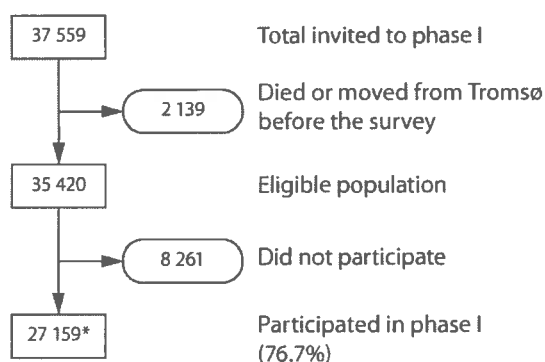 37 559 Total invited to phase I
2 139 Died or moved from Tromsø
before the survey
35 420 Eligible population
8 261 Did not participate
27 159* Participated in phase I
(76.7%)